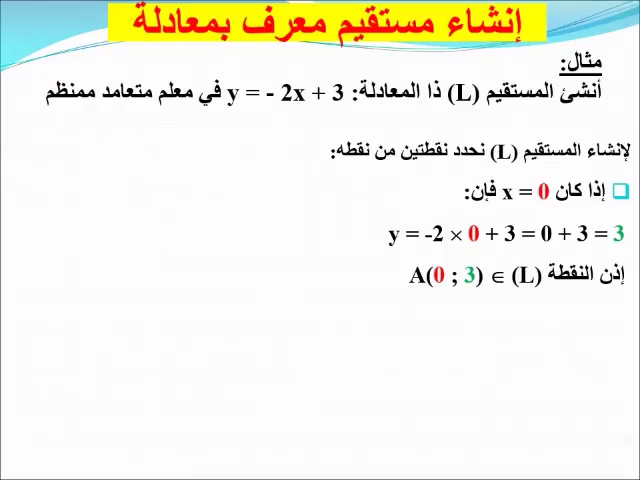 إنشاء مستقيم معرف بمعادلة
مثال:
أنشئ المستقيم (L) ذا المعادلة: y = - 2x + 3 في معلم متعامد ممنظم
لإنشاء المستقيم (L) نحدد نقطتين من نقطه:
إذا كان x = 0 فإن:
y = -2 × 0 + 3 = 0 + 3 = 3
إذن النقطة A(0 ; 3) ∈ (L)